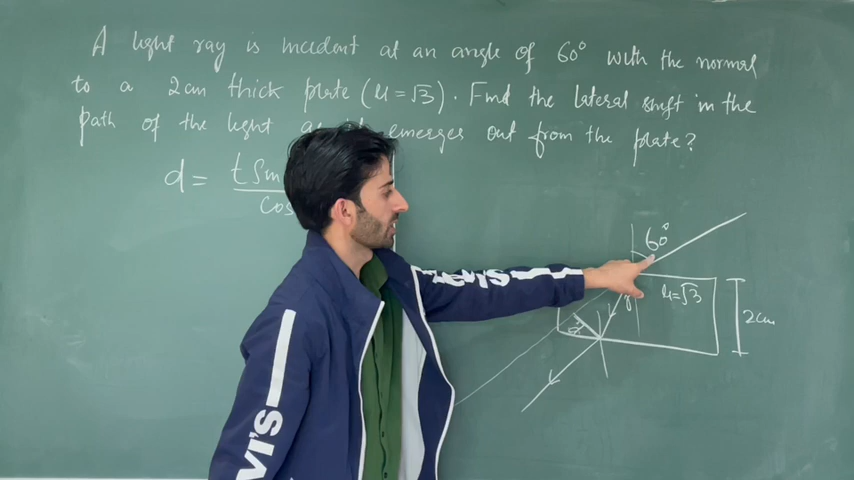 A light ray is incident at an angle of 60° with the normal
to a 2cm thick plate (μ=√3). Find the lateral shift in the
path of the light emerges out from the plate?
d = t Sin
cos
60°
μ=√3
2cm
LEVI'S